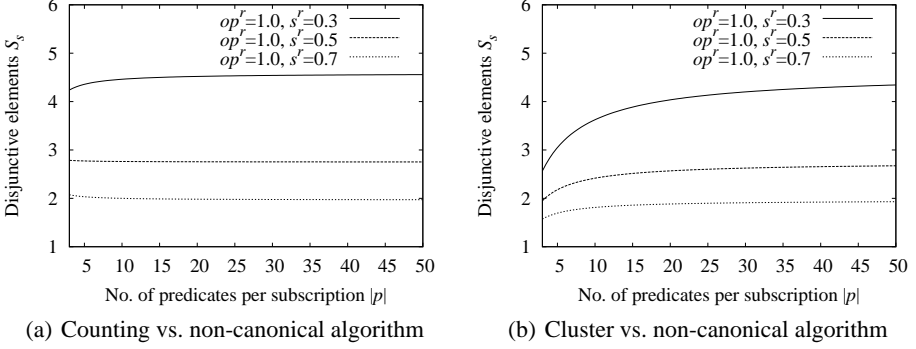 Disjunctive elements Ss
op^r=1.0, s^r=0.3
op^r=1.0, s^r=0.5
op^r=1.0, s^r=0.7
6
5
4
3
2
1
5 10 15 20 25 30 35 40 45 50
No. of predicates per subscription |p|
(a) Counting vs. non-canonical algorithm
Disjunctive elements Ss
op^r=1.0, s^r=0.3
op^r=1.0, s^r=0.5
op^r=1.0, s^r=0.7
6
5
4
3
2
1
5 10 15 20 25 30 35 40 45 50
No. of predicates per subscription |p|
(b) Cluster vs. non-canonical algorithm